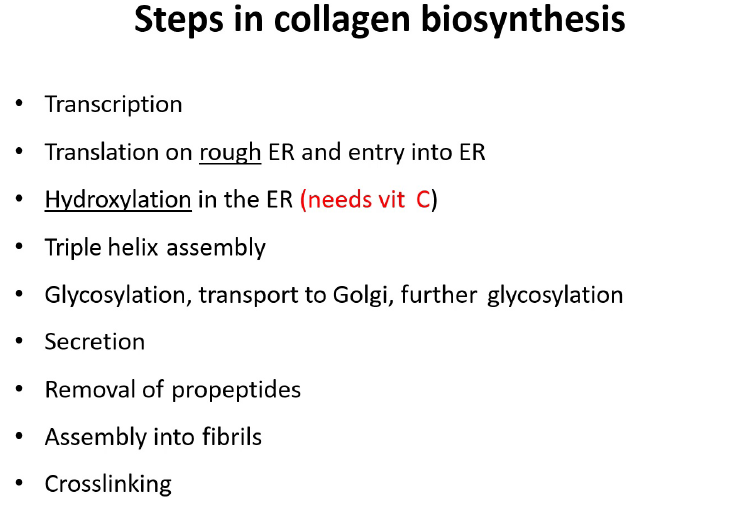 Steps in collagen biosynthesis
• Transcription
• Translation on rough ER and entry into ER
• Hydroxylation in the ER (needs vit C)
• Triple helix assembly
• Glycosylation, transport to Golgi, further glycosylation
• Secretion
• Removal of propeptides
• Assembly into fibrils
• Crosslinking